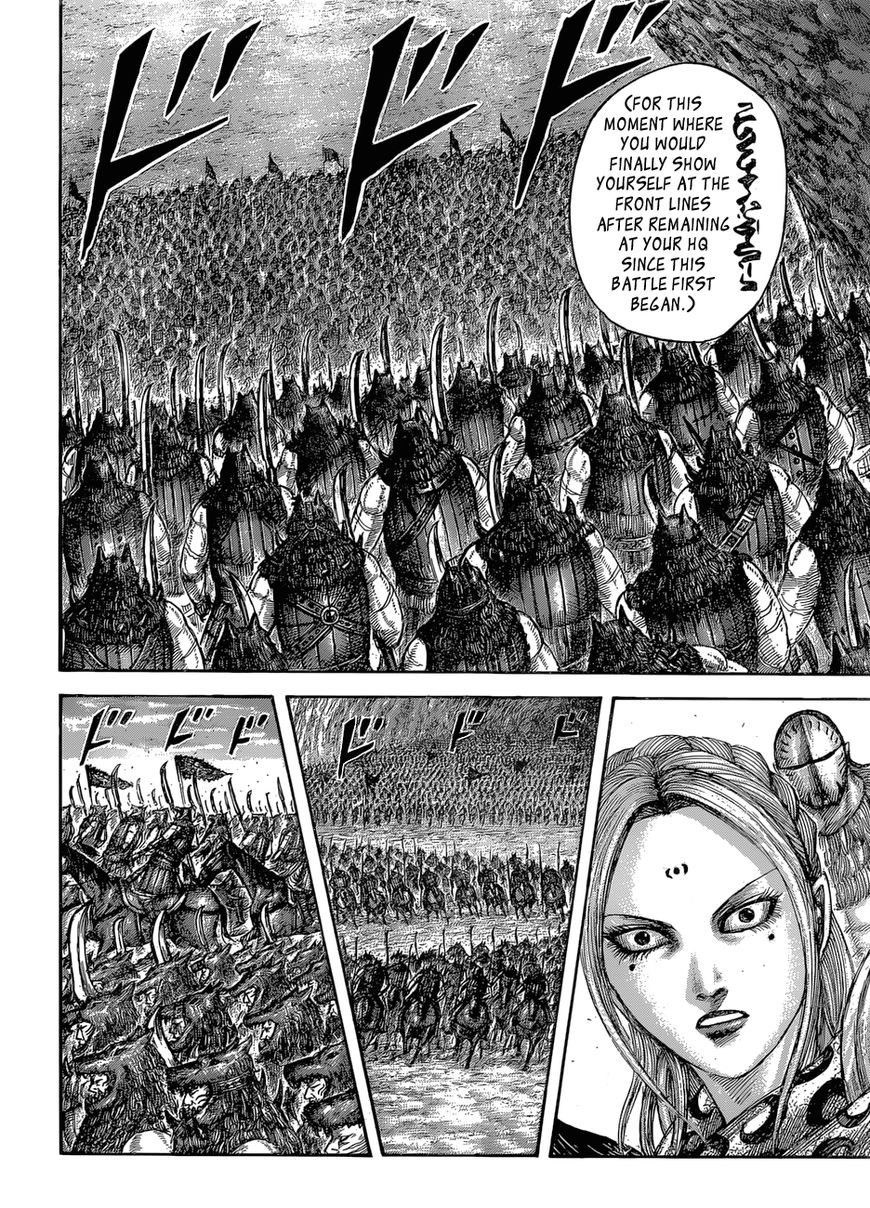 (FOR THIS
MOMENT WHERE
YOU WOULD
FINALLY SHOW
YOURSELF AT THE
FRONT LINES
AFTER REMAINING
AT YOUR HQ
SINCE THIS
BATTLE FIRST
BEGAN.)
ド ド ド
ド ド ド
ド ド ド